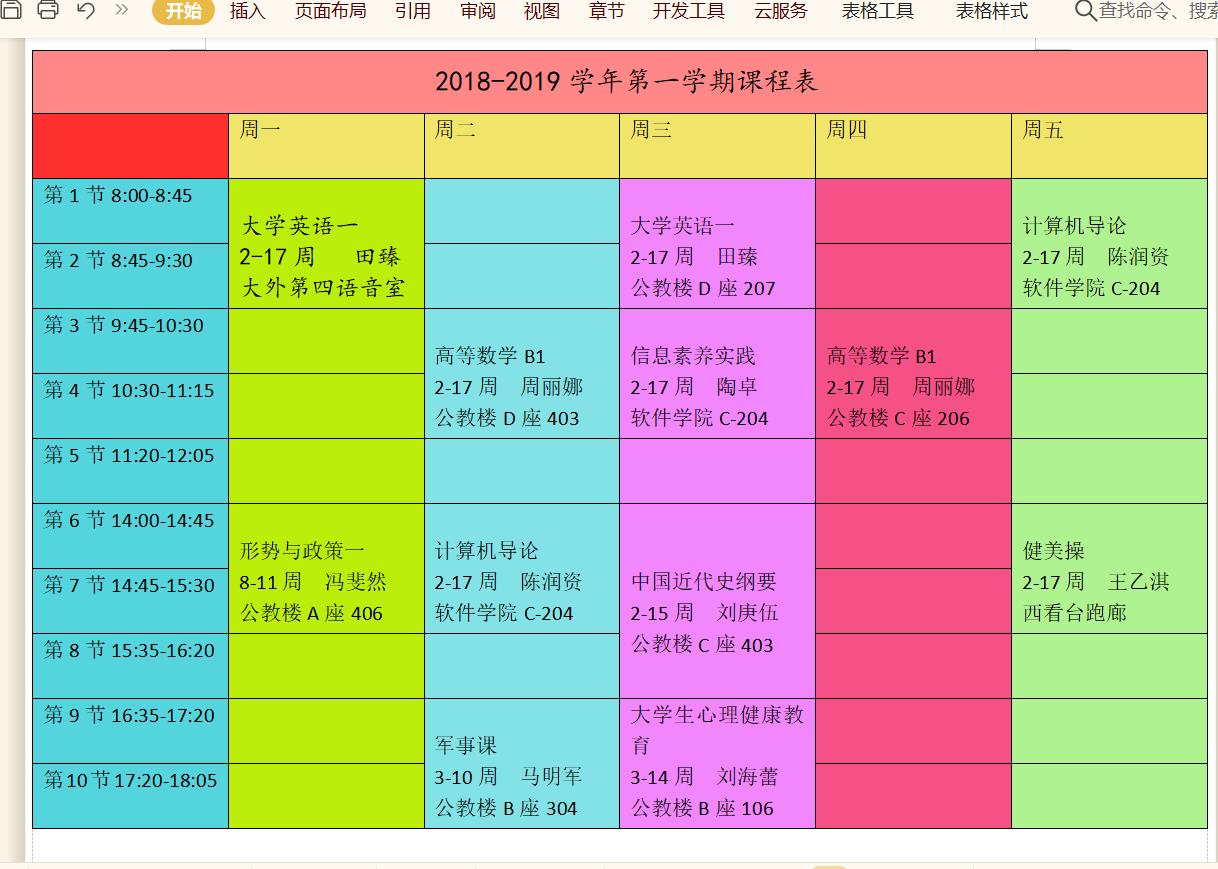 开始 插入 页面布局 引用 审阅 视图 章节 开发工具 云服务 表格工具 表格样式 查找命令、搜索
2018-2019 学年第一学期课程表
周一 周二 周三 周四 周五
第 1 节 8:00-8:45
大学英语一
2-17 周 田臻
大外第四语音室
大学英语一
2-17 周 田臻
公教楼 D 座 207
计算机导论
2-17 周 陈润资
软件学院 C-204
第 2 节 8:45-9:30
第 3 节 9:45-10:30
高等数学 B1
2-17 周 周丽娜
公教楼 D 座 403
信息素养实践
2-17 周 陶卓
软件学院 C-204
高等数学 B1
2-17 周 周丽娜
公教楼 C 座 206
第 4 节 10:30-11:15
第 5 节 11:20-12:05
第 6 节 14:00-14:45
形势与政策一
8-11 周 冯斐然
公教楼 A 座 406
计算机导论
2-17 周 陈润资
软件学院 C-204
中国近代史纲要
2-15 周 刘庚伍
公教楼 C 座 403
健美操
2-17 周 王乙淇
西看台跑廊
第 7 节 14:45-15:30
第 8 节 15:35-16:20
第 9 节 16:35-17:20
军事课
3-10 周 马明军
公教楼 B 座 304
大学生心理健康教
育
3-14 周 刘海蕾
公教楼 B 座 106
第 10 节 17:20-18:05